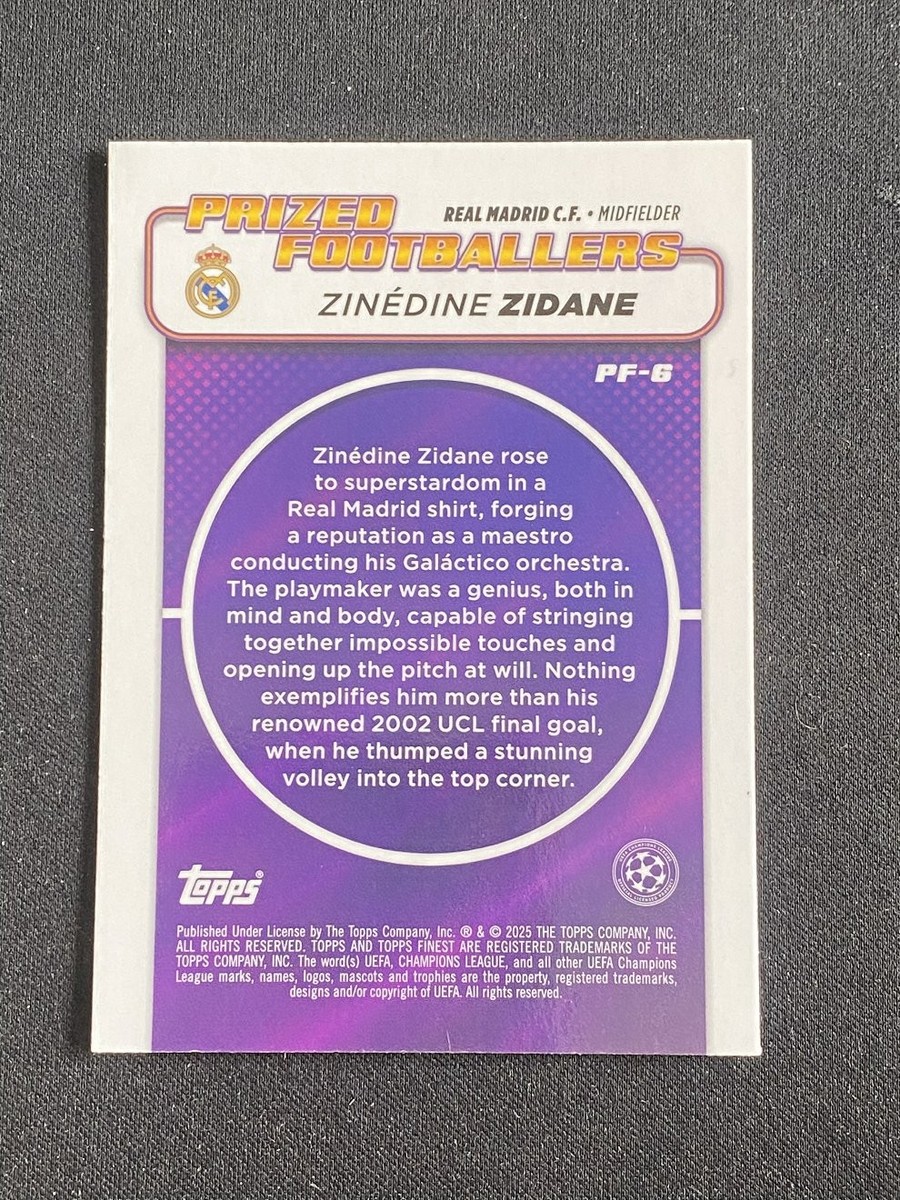 PRIZED
REAL MADRID C.F. • MIDFIELDER
FOOTBALLERS
ZINÉDINE ZIDANE
PF-6
Zinédine Zidane rose
to superstardom in a
Real Madrid shirt, forging
a reputation as a maestro
conducting his Galáctico orchestra.
The playmaker was a genius, both in
mind and body, capable of stringing
together impossible touches and
opening up the pitch at will. Nothing
exemplifies him more than his
renowned 2002 UCL final goal,
when he thumped a stunning
volley into the top corner.
topps®
Published Under License by The Topps Company, Inc. ® & © 2025 THE TOPPS COMPANY, INC.
ALL RIGHTS RESERVED. TOPPS AND TOPPS FINEST ARE REGISTERED TRADEMARKS OF THE
TOPPS COMPANY, INC. The word(s) UEFA, CHAMPIONS LEAGUE, and all other UEFA Champions
League marks, names, logos, mascots and trophies are the property, registered trademarks,
designs and/or copyright of UEFA. All rights reserved.